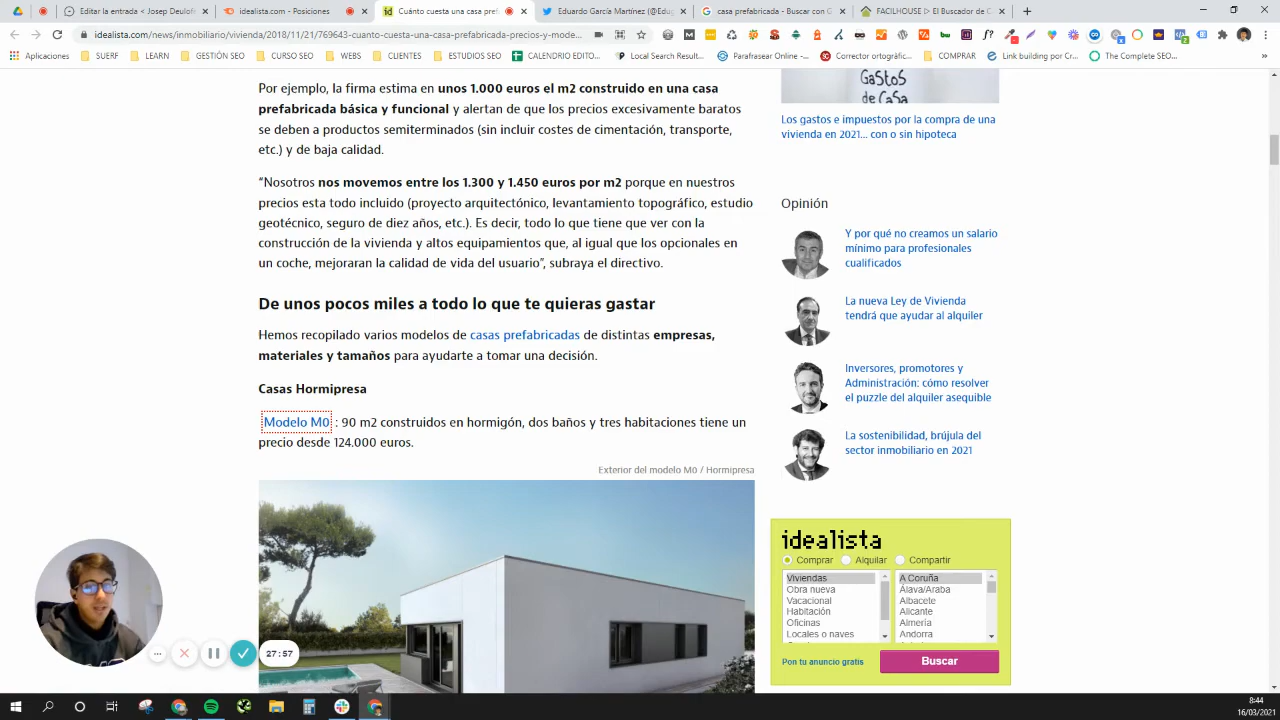 Editar la entrada < Josep Deulofeu
idealista.com - Posiciones
Cuánto cuesta una casa prefab
Eduardo García Martínez (@Edu
casa prefabricada con
FACILHOUSE ▷ El Buscador de C
idealista.com/news/inmobiliario/vivienda/2018/11/21/769643-cuanto-cuesta-una-casa-prefabricada-precios-y-mode...
Aplicaciones
SUERTE
LEARN
GESTIÓN SEO
CURSO SEO
CLIENTES
ESTUDIOS SEO
CALENDARIO EDITO...
Local Search Result...
Parafrasear Online...
Corrector ortográfic...
COMPRAR
Link building por Cr...
The Complete SEO...
»
Por ejemplo, la firma estima en unos 1.000 euros el m2 construido en una casa
prefabricada básica y funcional y alertan de que los precios excesivamente baratos
se deben a productos semiterminados (sin incluir costes de cimentación, transporte,
etc.) y de baja calidad.
“Nosotros nos movemos entre los 1.300 y 1.450 euros por m2 porque en nuestros
precios esta todo incluido (proyecto arquitectónico, levantamiento topográfico, estudio
geotécnico, seguro de diez años, etc.). Es decir, todo lo que tiene que ver con la
construcción de la vivienda y altos equipamientos que, al igual que los opcionales en
un coche, mejoraran la calidad de vida del usuario”, subraya el directivo.
De unos pocos miles a todo lo que te quieras gastar
Hemos recopilado varios modelos de casas prefabricadas de distintas empresas,
materiales y tamaños para ayudarte a tomar una decisión.
Casas Hormipresa
Modelo M0 : 90 m2 construidos en hormigón, dos baños y tres habitaciones tiene un
precio desde 124.000 euros.
Exterior del modelo M0 / Hormipresa
GaStoS
de CaSa
Los gastos e impuestos por la compra de una
vivienda en 2021... con o sin hipoteca
Opinión
Y por qué no creamos un salario
mínimo para profesionales
cualificados
La nueva Ley de Vivienda
tendrá que ayudar al alquiler
Inversores, promotores y
Administración: cómo resolver
el puzzle del alquiler asequible
La sostenibilidad, brújula del
sector inmobiliario en 2021
idealista
Comprar Alquilar Compartir
Viviendas
Obra nueva
Vacacional
Habitación
Oficinas
Locales o naves
A Coruña
Álava/Araba
Albacete
Alicante
Almería
Andorra
Pon tu anuncio gratis
Buscar
27:57
8:44
16/03/2021